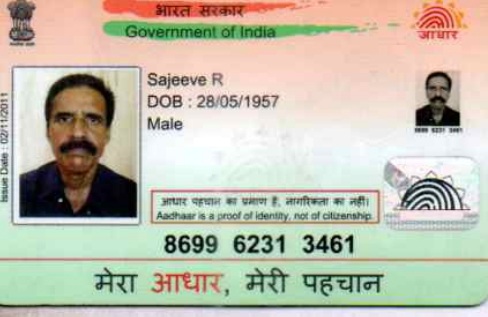 भारत सरकार
Government of India
आधार
Issue Date : 02/11/2011
Sajeeve R
DOB : 28/05/1957
Male
8699 6231 3461
आधार पहचान का प्रमाण है, नागरिकता का नहीं।
Aadhaar is a proof of identity, not of citizenship.
8699 6231 3461
मेरा आधार, मेरी पहचान